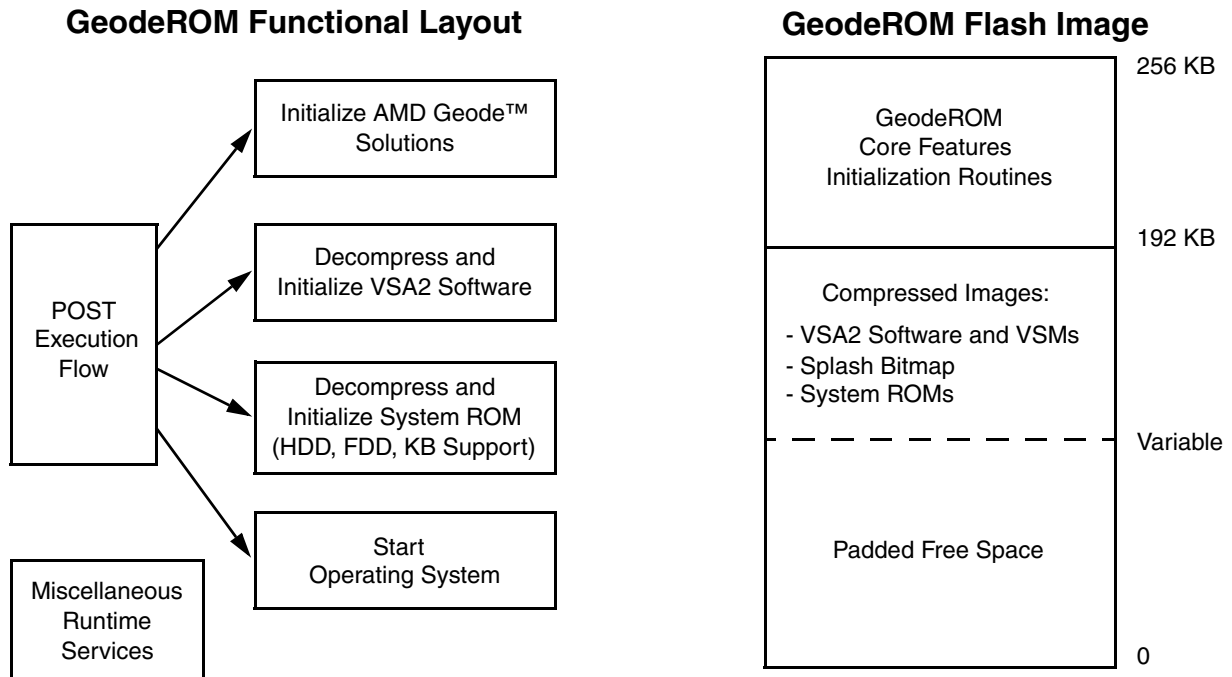 GeodeROM Functional Layout
Initialize AMD Geode™
Solutions
POST
Execution
Flow
Decompress and
Initialize VSA2 Software
Decompress and
Initialize System ROM
(HDD, FDD, KB Support)
Start
Operating System
Miscellaneous
Runtime
Services
GeodeROM Flash Image
256 KB
GeodeROM
Core Features
Initialization Routines
192 KB
Compressed Images:
- VSA2 Software and VSMs
- Splash Bitmap
- System ROMs
Variable
Padded Free Space
0